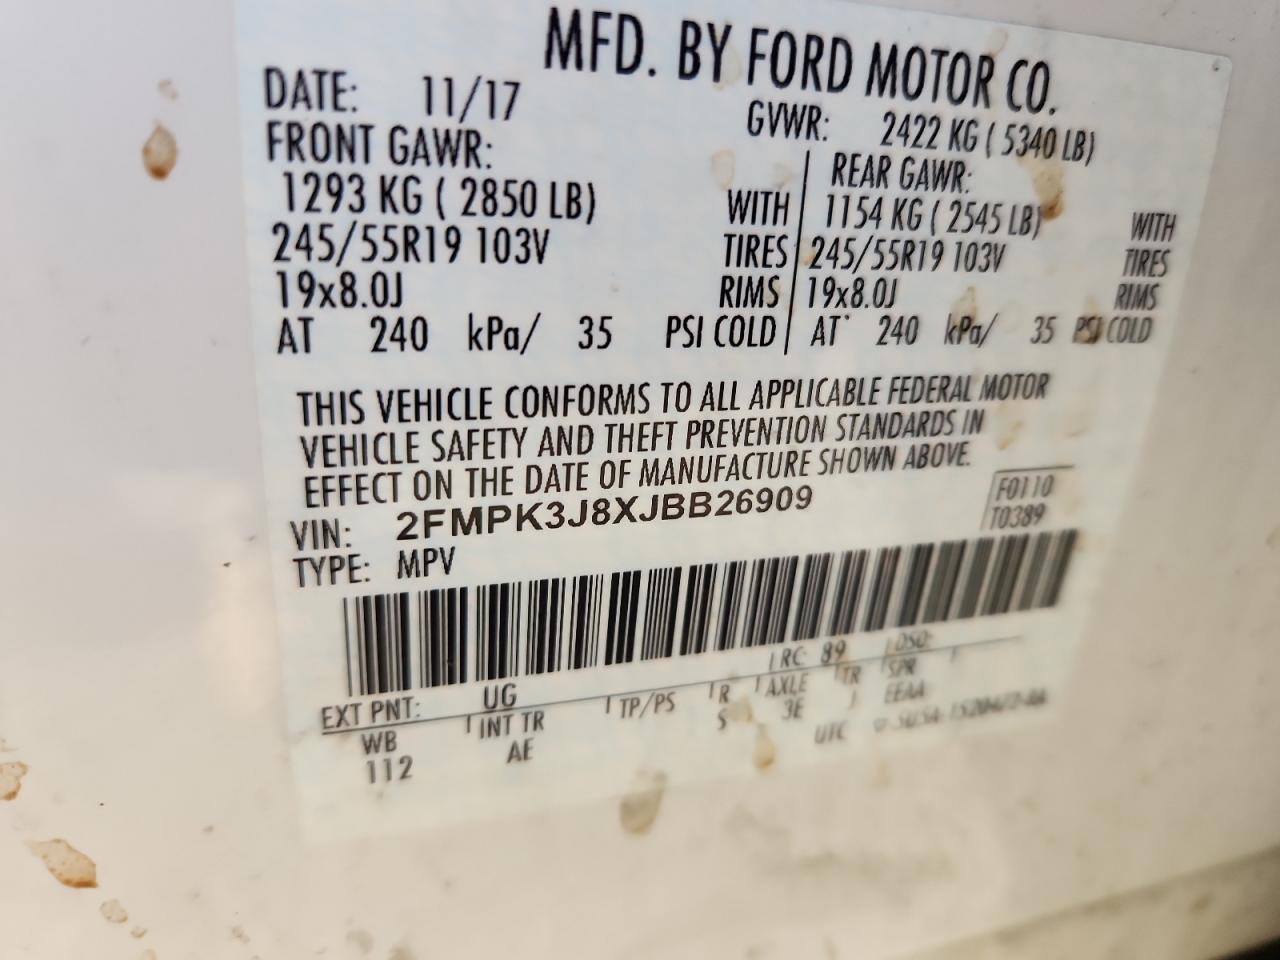 MFD. BY FORD MOTOR CO.
DATE: 11/17 GVWR: 2422 KG ( 5340 LB)
FRONT GAWR: REAR GAWR:
1293 KG ( 2850 LB) WITH 1154 KG ( 2545 LB) WITH
245/55R19 103V TIRES 245/55R19 103V TIRES
19x8.0J RIMS 19x8.0J RIMS
AT 240 kPa/ 35 PSI COLD AT 240 kPa/ 35 PSI COLD
THIS VEHICLE CONFORMS TO ALL APPLICABLE FEDERAL MOTOR
VEHICLE SAFETY AND THEFT PREVENTION STANDARDS IN
EFFECT ON THE DATE OF MANUFACTURE SHOWN ABOVE.
VIN: 2FMPK3J8XJBB26909 F0110
TYPE: MPV T0389
EXT PNT: UG RC: 89 DSO:
WB INT TR TP/PS R AXLE TR SPR
112 AE S 3E EEAA
UTC